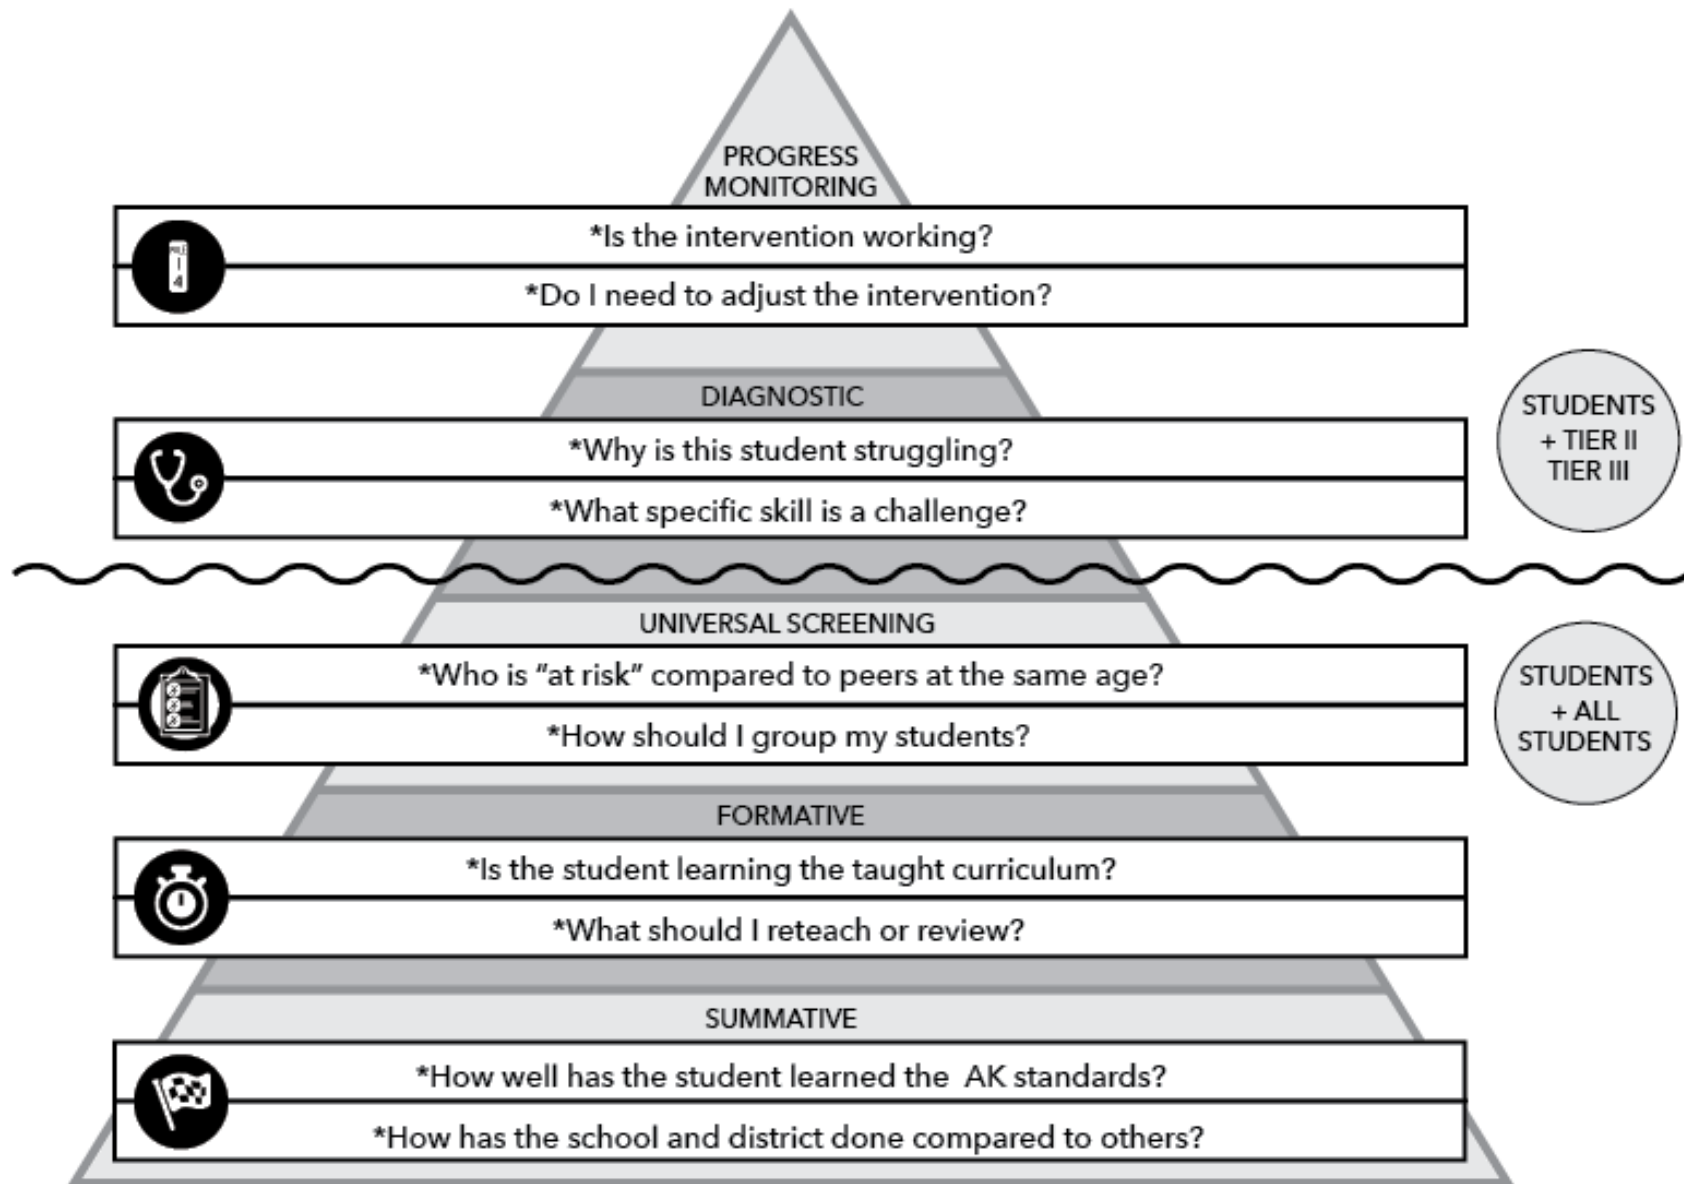 PROGRESS
MONITORING
*Is the intervention working?
MILE
1
4
*Do I need to adjust the intervention?
DIAGNOSTIC
*Why is this student struggling?
*What specific skill is a challenge?
STUDENTS
+ TIER II
TIER III
UNIVERSAL SCREENING
*Who is “at risk” compared to peers at the same age?
*How should I group my students?
STUDENTS
+ ALL
STUDENTS
FORMATIVE
*Is the student learning the taught curriculum?
*What should I reteach or review?
SUMMATIVE
*How well has the student learned the  AK standards?
*How has the school and district done compared to others?